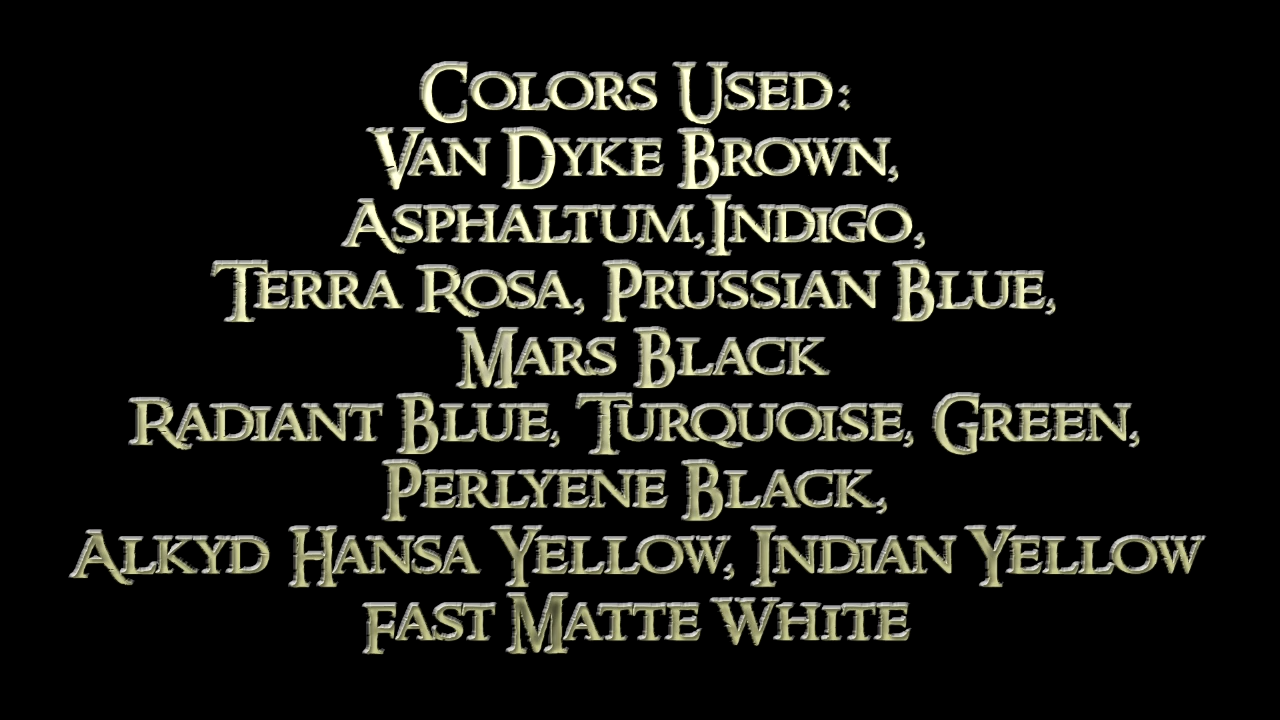 Colors Used:
Van Dyke Brown,
Asphaltum,Indigo,
Terra Rosa, Prussian Blue,
Mars Black
Radiant Blue, Turquoise, Green,
Perlyene Black,
Alkyd Hansa Yellow, Indian Yellow
Fast Matte White